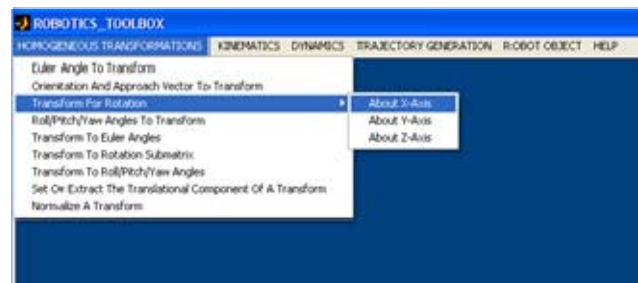 ROBOTICS_TOOLBOX
HOMOGENEOUS TRANSFORMATIONS KINEMATICS DYNAMICS TRAJECTORY GENERATION ROBOT OBJECT HELP
Euler Angle To Transform
Orientation And Approach Vector To Transform
Transform For Rotation
About X-Axis
About Y-Axis
About Z-Axis
Roll/Pitch/Yaw Angles To Transform
Transform To Euler Angles
Transform To Rotation Submatrix
Transform To Roll/Pitch/Yaw Angles
Set Or Extract The Translational Component Of A Transform
Normalize A Transform